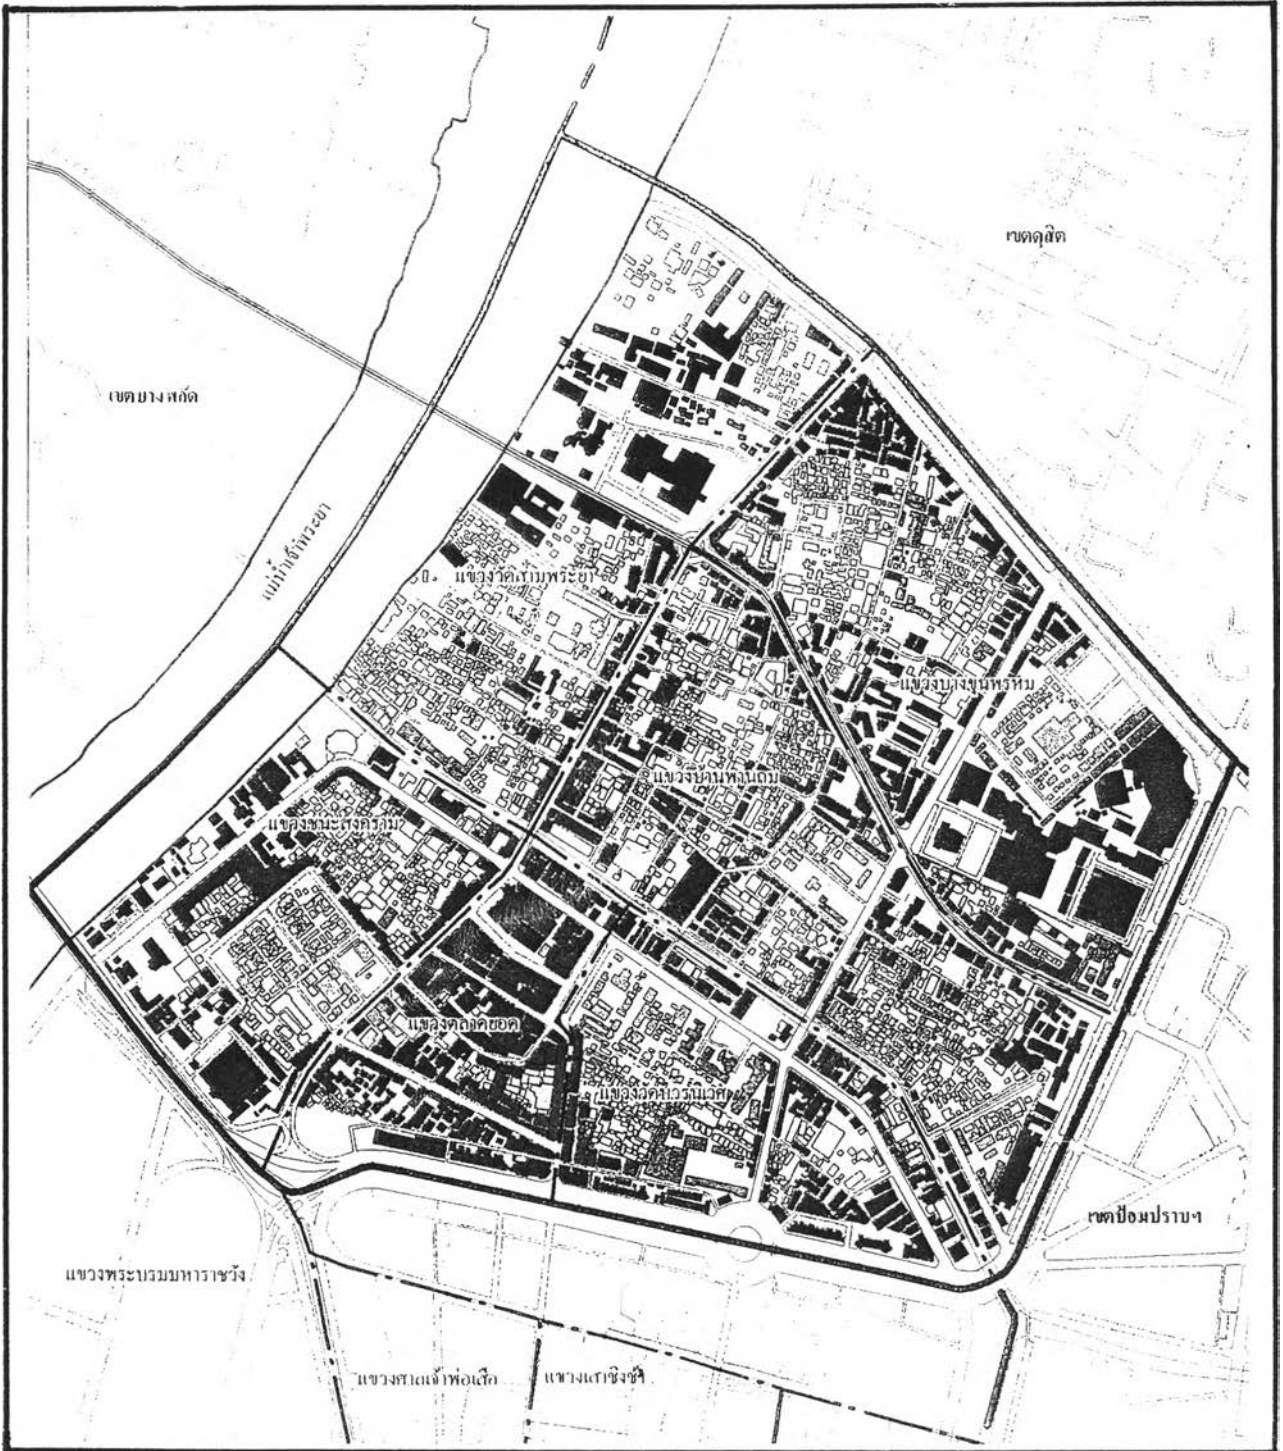 เขตดุสิต
เขตบางพลัด
แม่น้ำเจ้าพระยา
แขวงวัดสามพระยา
แขวงบางขุนพรหม
แขวงบ้านพานถม
แขวงชนะสงคราม
แขวงตลาดยอด
แขวงวัดบวรนิเวศ
เขตป้อมปราบฯ
แขวงพระบรมมหาราชวัง
แขวงศาลเจ้าพ่อเสือ
แขวงเสาชิงช้า